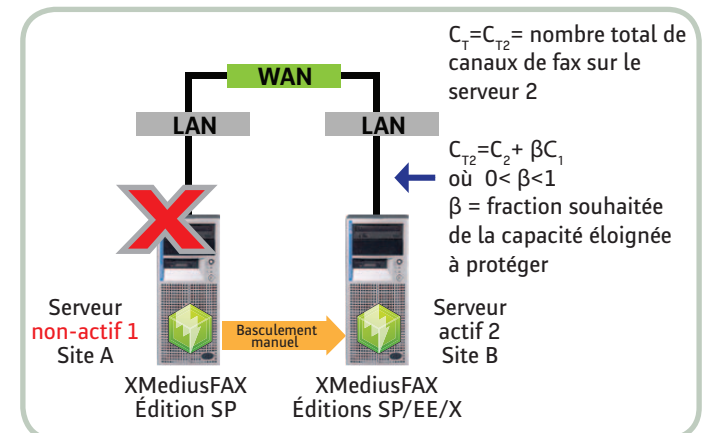 C_T=C_T2= nombre total de
canaux de fax sur le
serveur 2
WAN
LAN
LAN
C_T2=C_2+ βC_1
où 0< β<1
β = fraction souhaitée
de la capacité éloignée
à protéger
X
Serveur
non-actif 1
Site A
Basculement
manuel
Serveur
actif 2
Site B
XMediusFAX
Édition SP
XMediusFAX
Éditions SP/EE/X